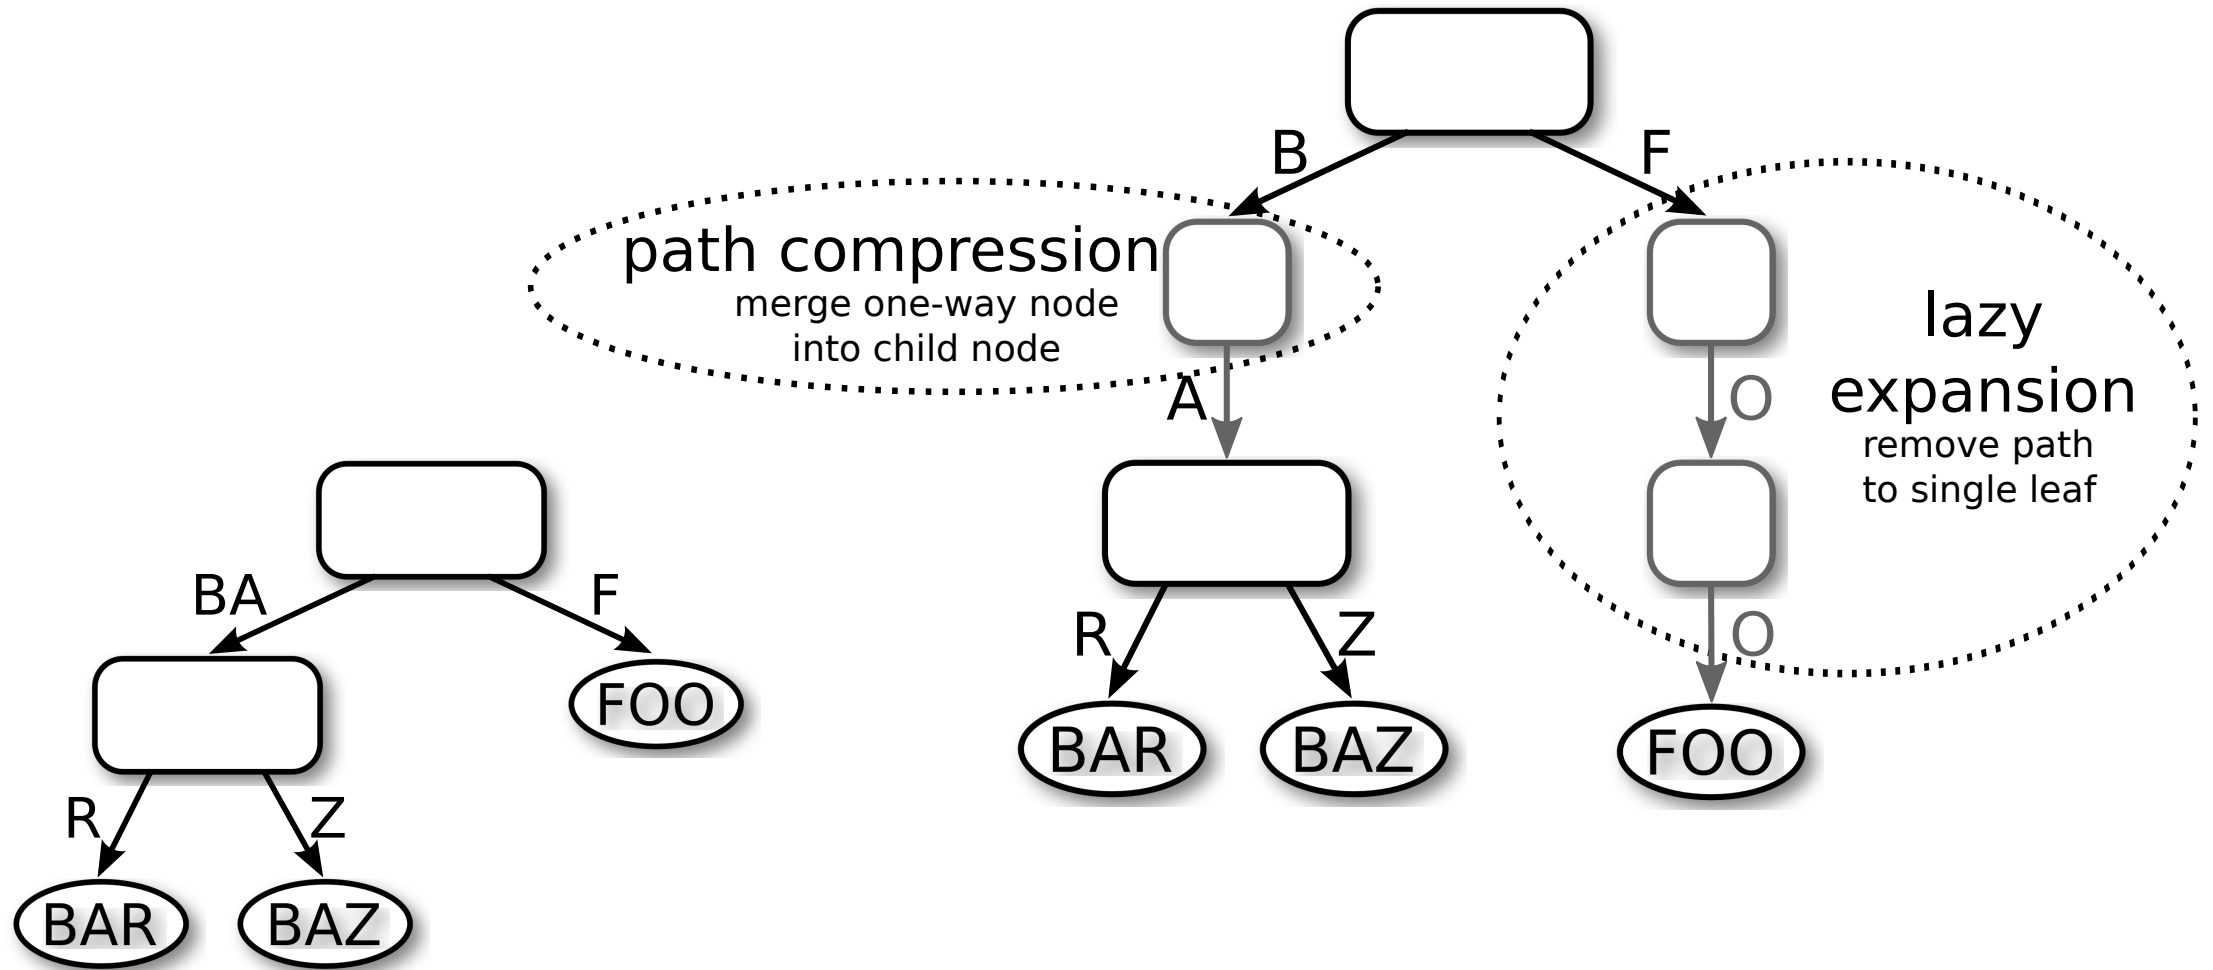 B
F
path compression
merge one-way node
into child node
lazy
expansion
remove path
to single leaf
A
O
R
Z
O
BAR
BAZ
FOO
BA
F
FOO
R
Z
BAR
BAZ